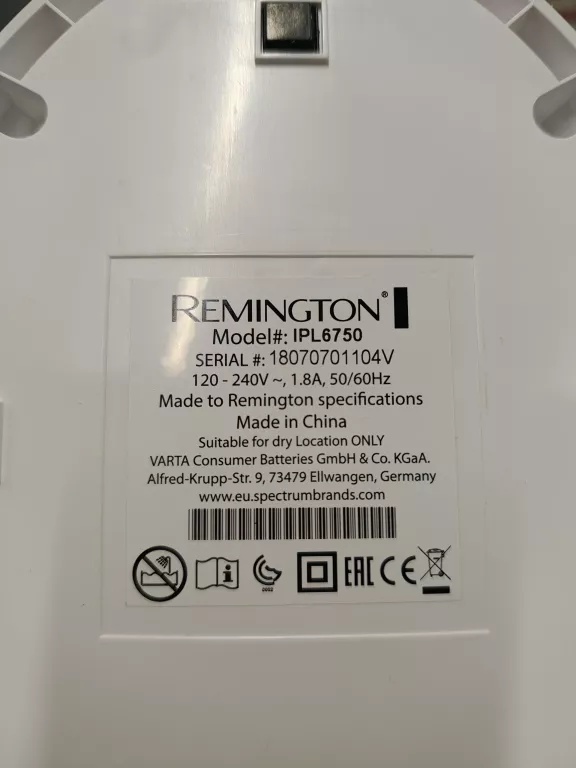 REMINGTON®
Model#: IPL6750
SERIAL #: 18070701104V
120 - 240V ~, 1.8A, 50/60Hz
Made to Remington specifications
Made in China
Suitable for dry Location ONLY
VARTA Consumer Batteries GmbH & Co. KGaA.
Alfred-Krupp-Str. 9, 73479 Ellwangen, Germany
www.eu.spectrumbrands.com
i EAC CE